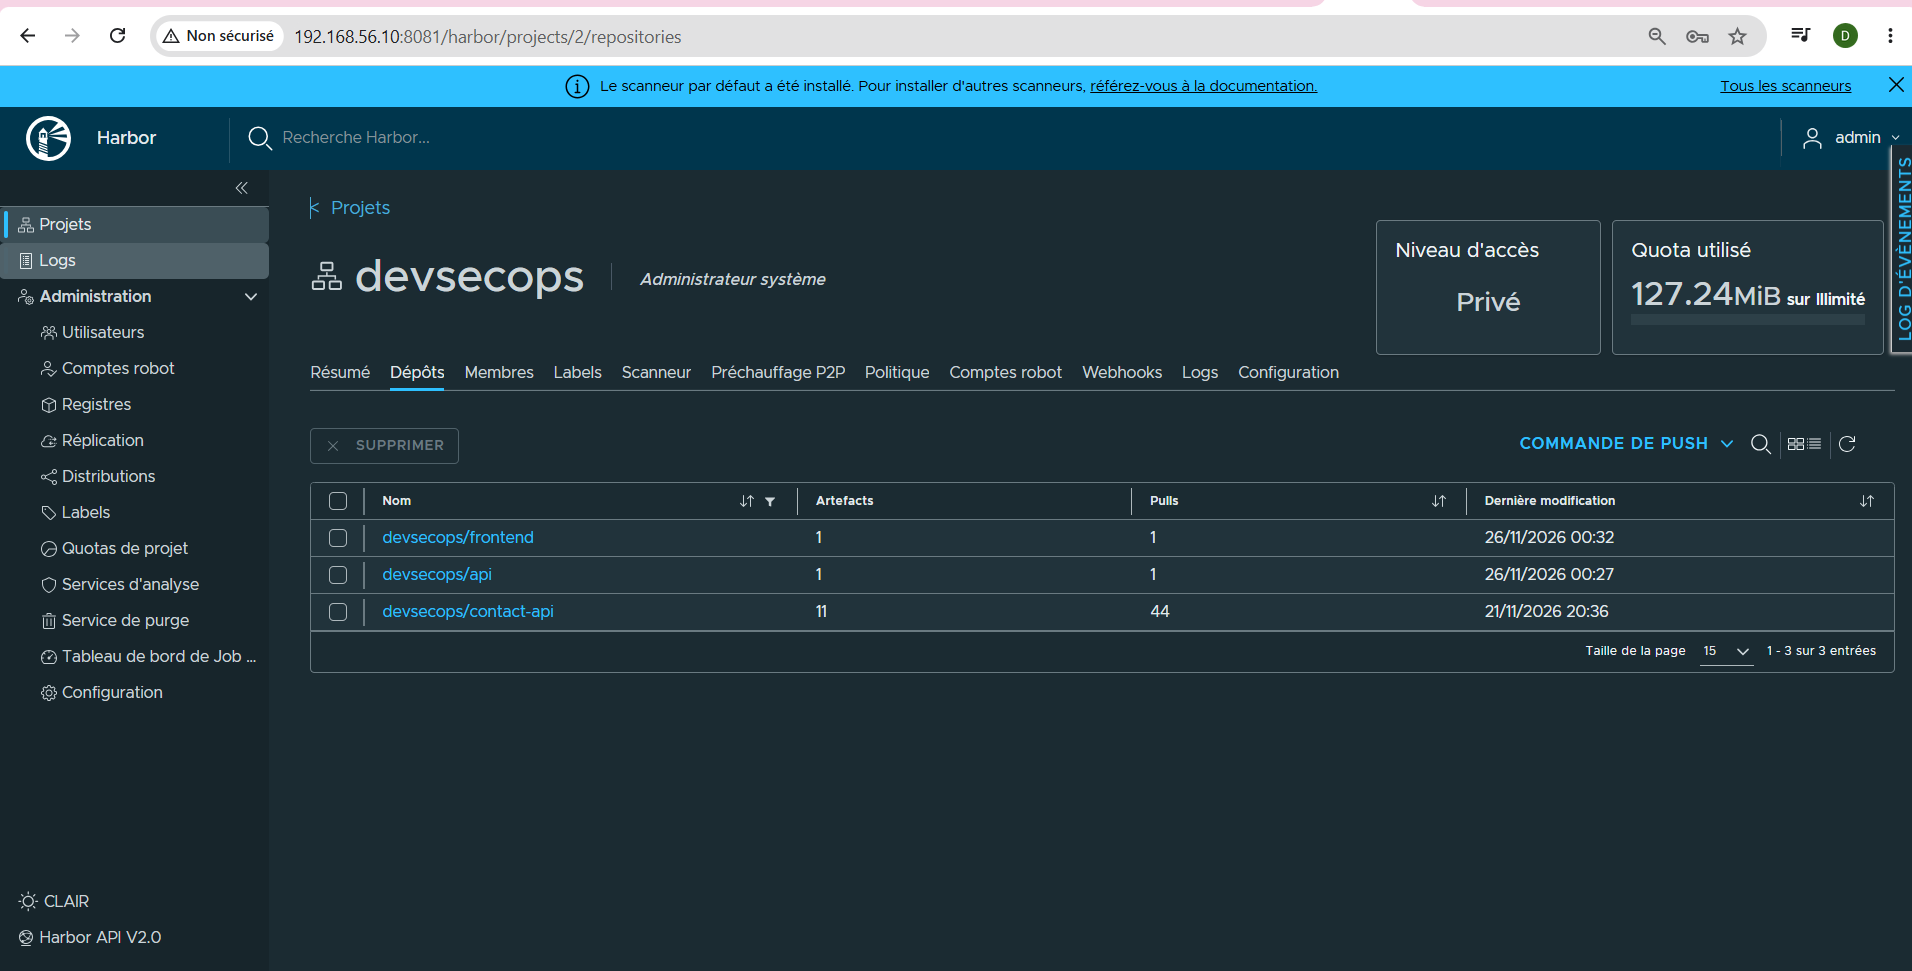 Non sécurisé
192.168.56.10:8081/harbor/projects/2/repositories
D
Le scanneur par défaut a été installé. Pour installer d'autres scanneurs, référez-vous à la documentation.
Tous les scanneurs
Harbor
Recherche Harbor...
admin
LOG D'ÉVÈNEMENTS
Projets
Logs
Administration
Utilisateurs
Comptes robot
Registres
Réplication
Distributions
Labels
Quotas de projet
Services d'analyse
Service de purge
Tableau de bord de Job ...
Configuration
CLAIR
Harbor API V2.0
< Projets
devsecops
Administrateur système
Niveau d'accès
Privé
Quota utilisé
127.24MiB sur Illimité
Résumé Dépôts Membres Labels Scanneur Préchauffage P2P Politique Comptes robot Webhooks Logs Configuration
SUPPRIMER
COMMANDE DE PUSH
Nom Artefacts Pulls Dernière modification
devsecops/frontend 1 1 26/11/2026 00:32
devsecops/api 1 1 26/11/2026 00:27
devsecops/contact-api 11 44 21/11/2026 20:36
Taille de la page 15 1 - 3 sur 3 entrées